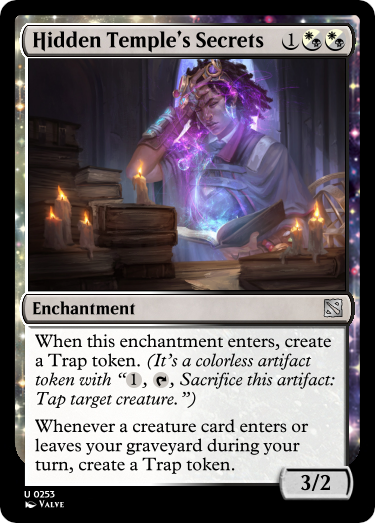 Hidden Temple's Secrets 1
Enchantment
When this enchantment enters, create
a Trap token. (It's a colorless artifact
token with “1, , Sacrifice this artifact:
Tap target creature.”)
Whenever a creature card enters or
leaves your graveyard during your
turn, create a Trap token.
3/2
U 0253
Valve